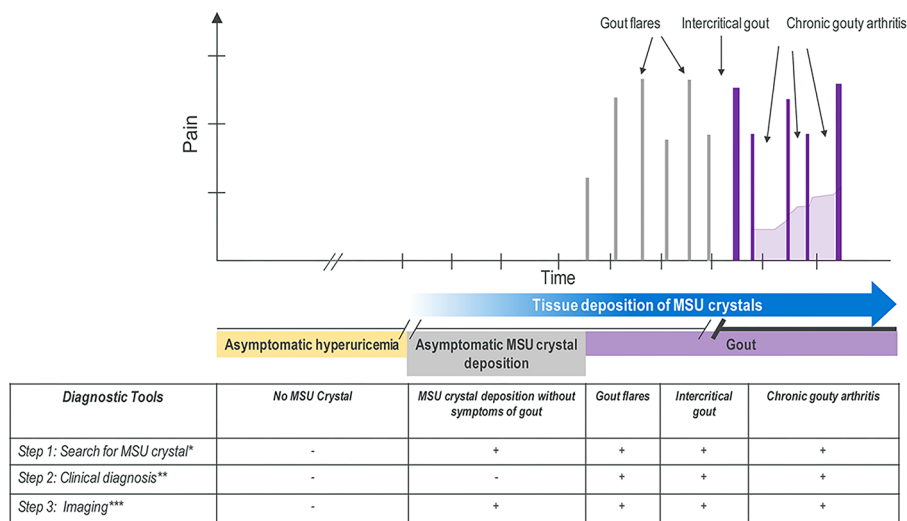 Gout flares Intercritical gout Chronic gouty arthritis
Pain
Time
Tissue deposition of MSU crystals
Asymptomatic hyperuricemia
Asymptomatic MSU crystal
deposition
Gout
Diagnostic Tools No MSU Crystal MSU crystal deposition without
symptoms of gout Gout flares Intercritical
gout Chronic gouty arthritis
Step 1: Search for MSU crystal* - + + + +
Step 2: Clinical diagnosis** - - + + +
Step 3: Imaging*** - + + + +